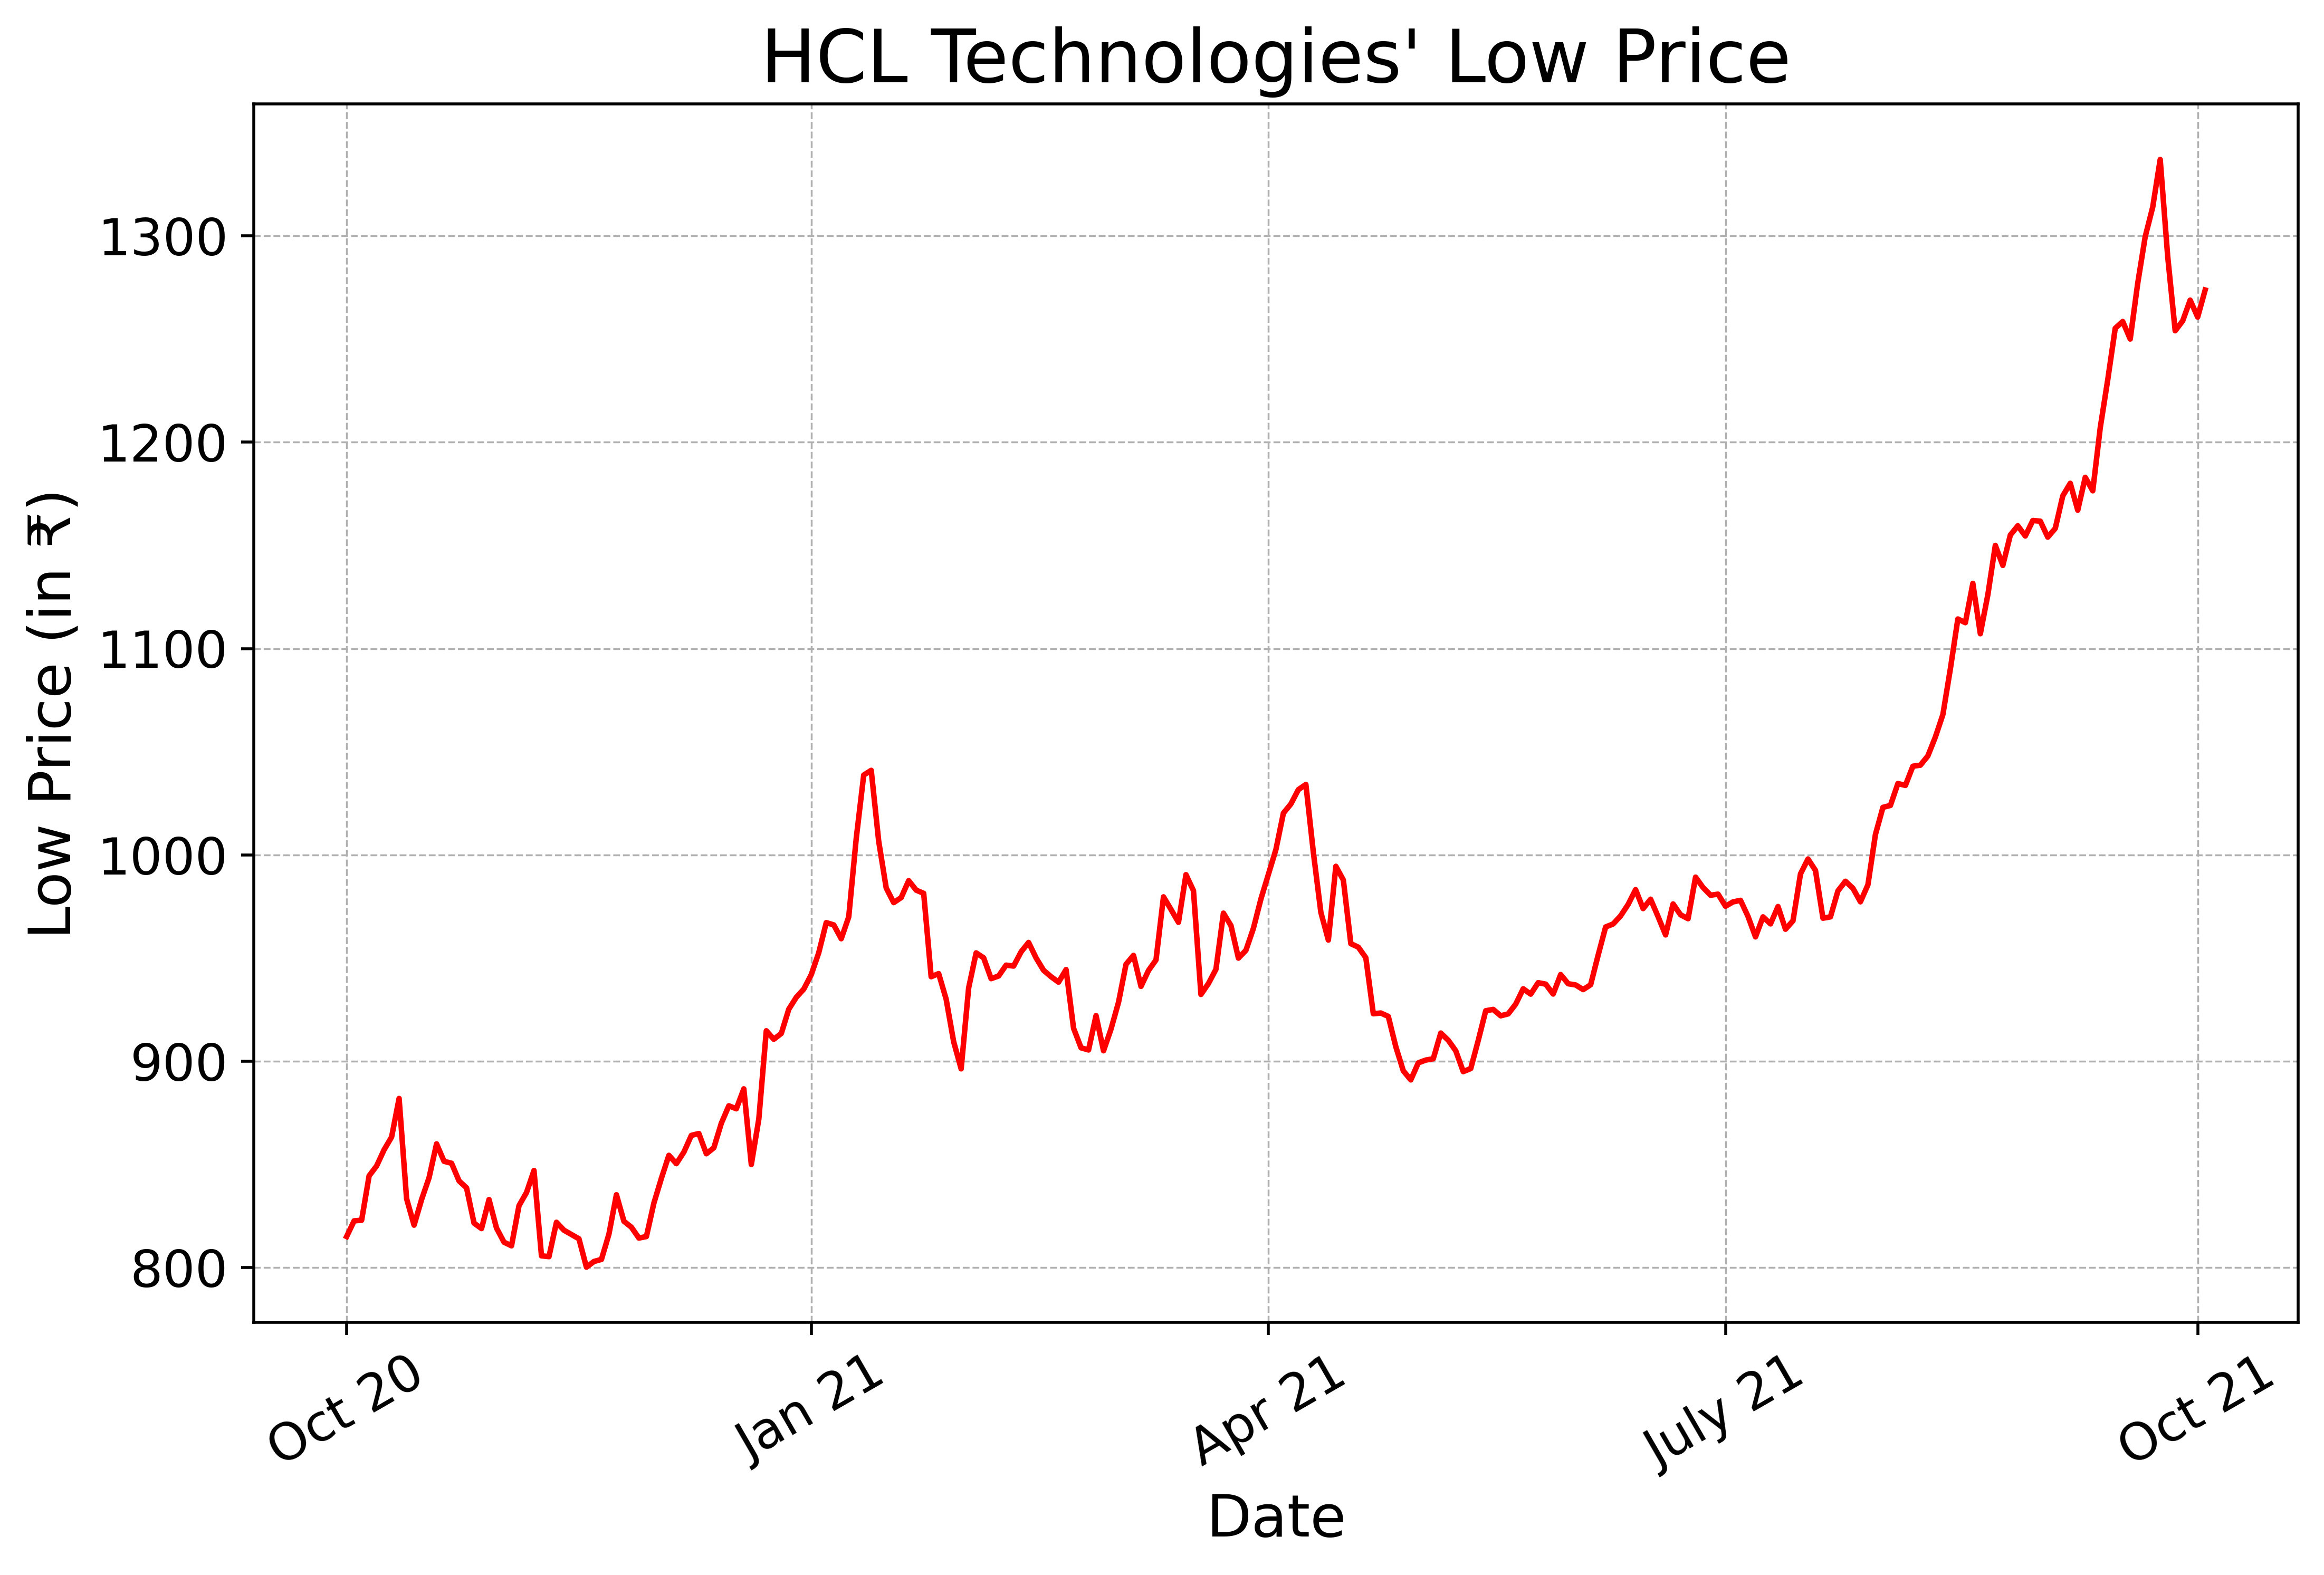 HCL Technologies' Low Price
Low Price (in ₹)
1300
1200
1100
1000
900
800
Oct 20
Jan 21
Apr 21
July 21
Oct 21
Date